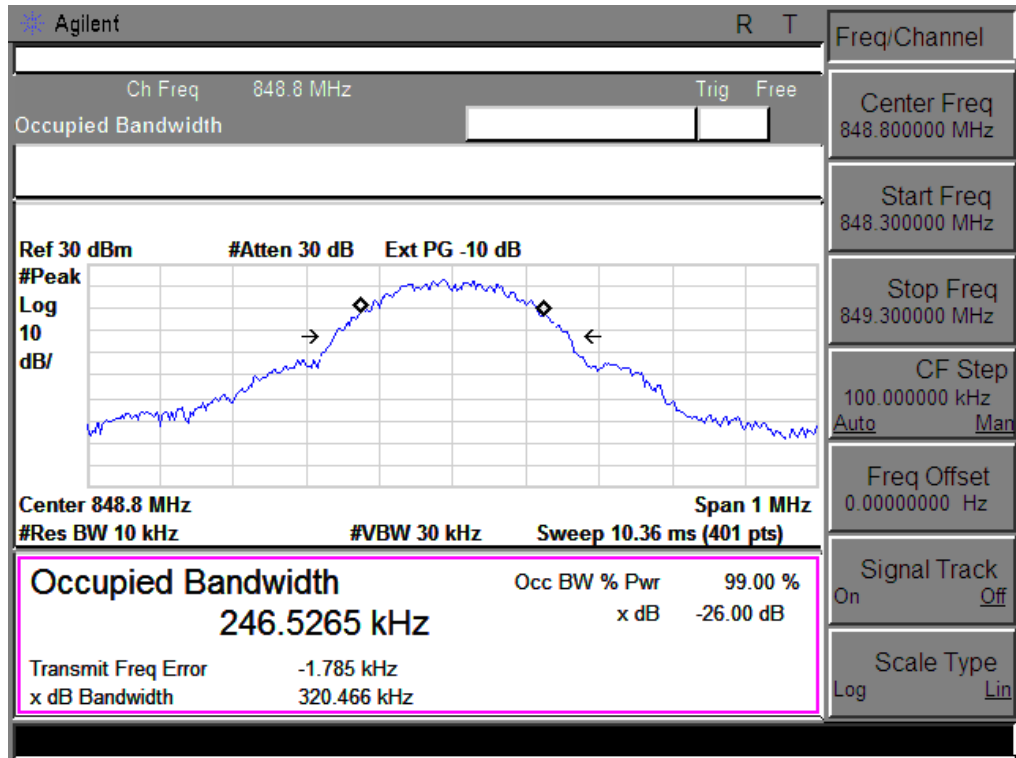 Agilent R T
Ch Freq 848.8 MHz Trig Free
Occupied Bandwidth
Ref 30 dBm #Atten 30 dB Ext PG -10 dB
#Peak
Log
10
dB/
Center 848.8 MHz Span 1 MHz
#Res BW 10 kHz #VBW 30 kHz Sweep 10.36 ms (401 pts)
Occupied Bandwidth
246.5265 kHz
Occ BW % Pwr 99.00 %
x dB -26.00 dB
Transmit Freq Error -1.785 kHz
x dB Bandwidth 320.466 kHz
Freq/Channel
Center Freq
848.800000 MHz
Start Freq
848.300000 MHz
Stop Freq
849.300000 MHz
CF Step
100.000000 kHz
Auto Man
Freq Offset
0.00000000 Hz
Signal Track
On Off
Scale Type
Log Lin